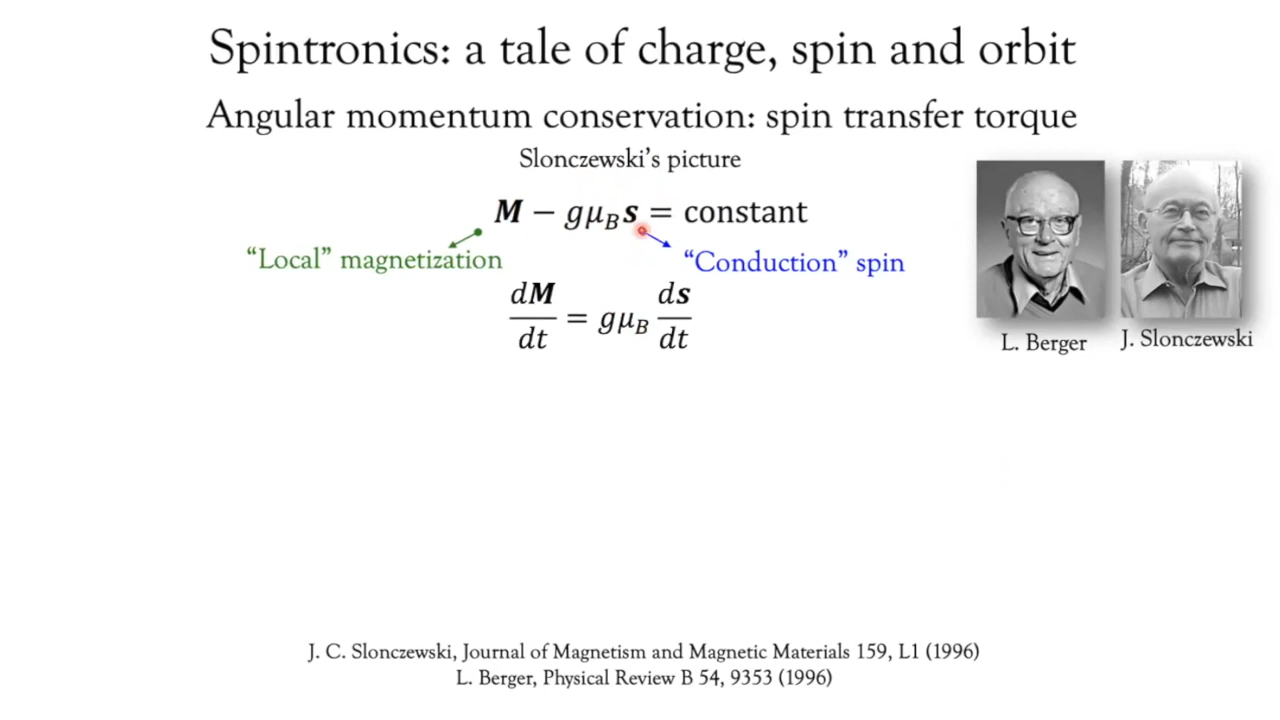 Spintronics: a tale of charge, spin and orbit
Angular momentum conservation: spin transfer torque
Slonczewski’s picture
M − gμ_B s = constant
“Local” magnetization
“Conduction” spin
dM/dt = gμ_B ds/dt
L. Berger
J. Slonczewski
J. C. Slonczewski, Journal of Magnetism and Magnetic Materials 159, L1 (1996)
L. Berger, Physical Review B 54, 9353 (1996)